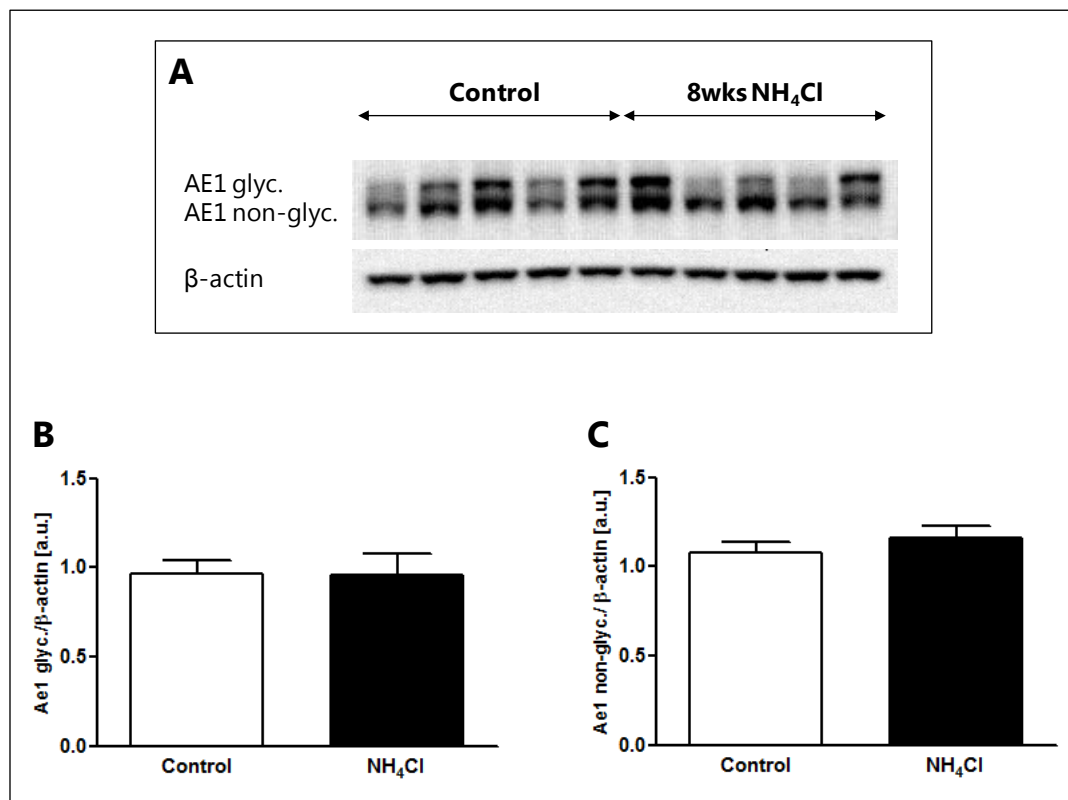 A
Control
8wks NH₄Cl
AE1 glyc.
AE1 non-glyc.
β-actin
B
C
Ae1 glyc./β-actin [a.u.]
1.5
1.0
0.5
0.0
Control
NH₄Cl
Ae1 non-glyc./ β-actin [a.u.]
1.5
1.0
0.5
0.0
Control
NH₄Cl